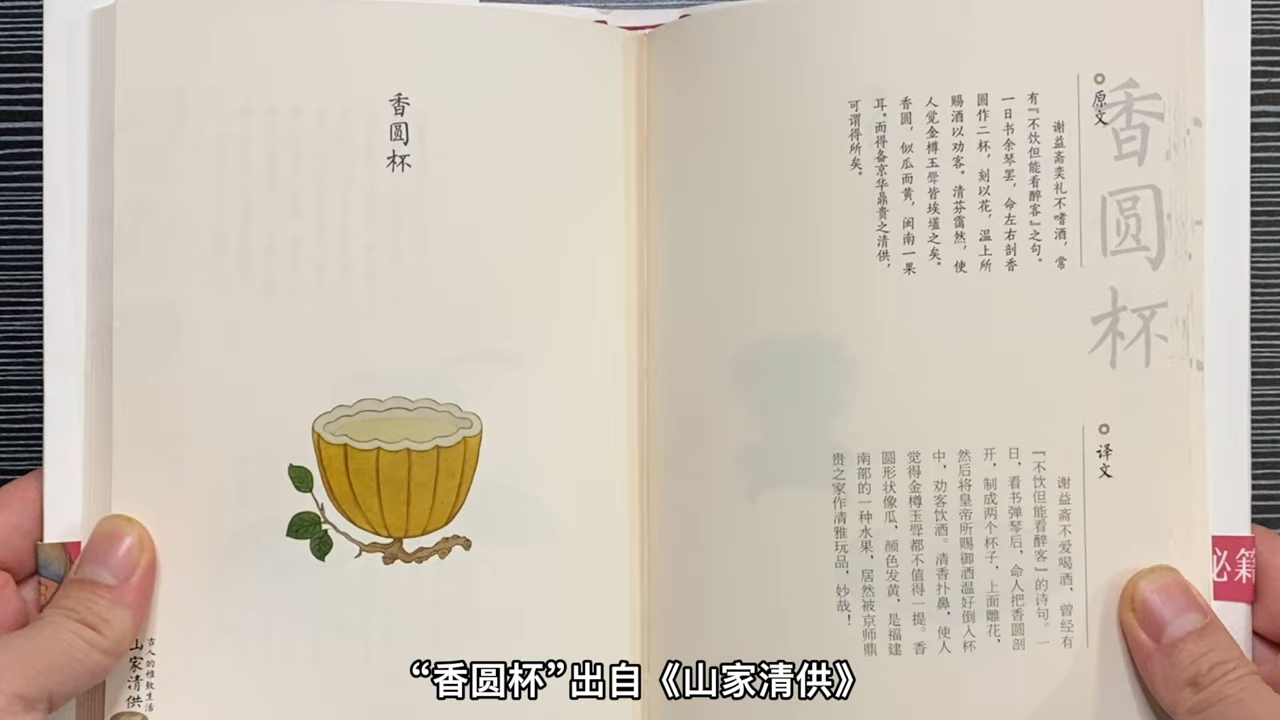 香圆杯
香圆杯
原文
谢益斋奕礼不嗜酒，常
有『不饮但能看醉客』之句。
一日书余琴罢，命左右剖香
圆作二杯，刻以花，温上所
赐酒以劝客。清芬霭然，使
人觉金樽玉斝皆埃壒之矣。
香圆，似瓜而黄，闽南一果
耳。而得备京华鼎贵之清供，
可谓得所矣。
译文
谢益斋不爱喝酒，曾经有
『不饮但能看醉客』的诗句。一
日，看书弹琴后，命人把香圆剖
开，制成两个杯子，上面雕花，
然后将皇帝所赐御酒温好倒入杯
中，劝客饮酒。清香扑鼻，使人
觉得金樽玉斝都不值得一提。香
圆形状像瓜，颜色发黄，是福建
南部的一种水果，居然被京师鼎
贵之家作清雅玩品，妙哉！
古人的雅致生活
山家清供
必籍
“香圆杯”出自《山家清供》